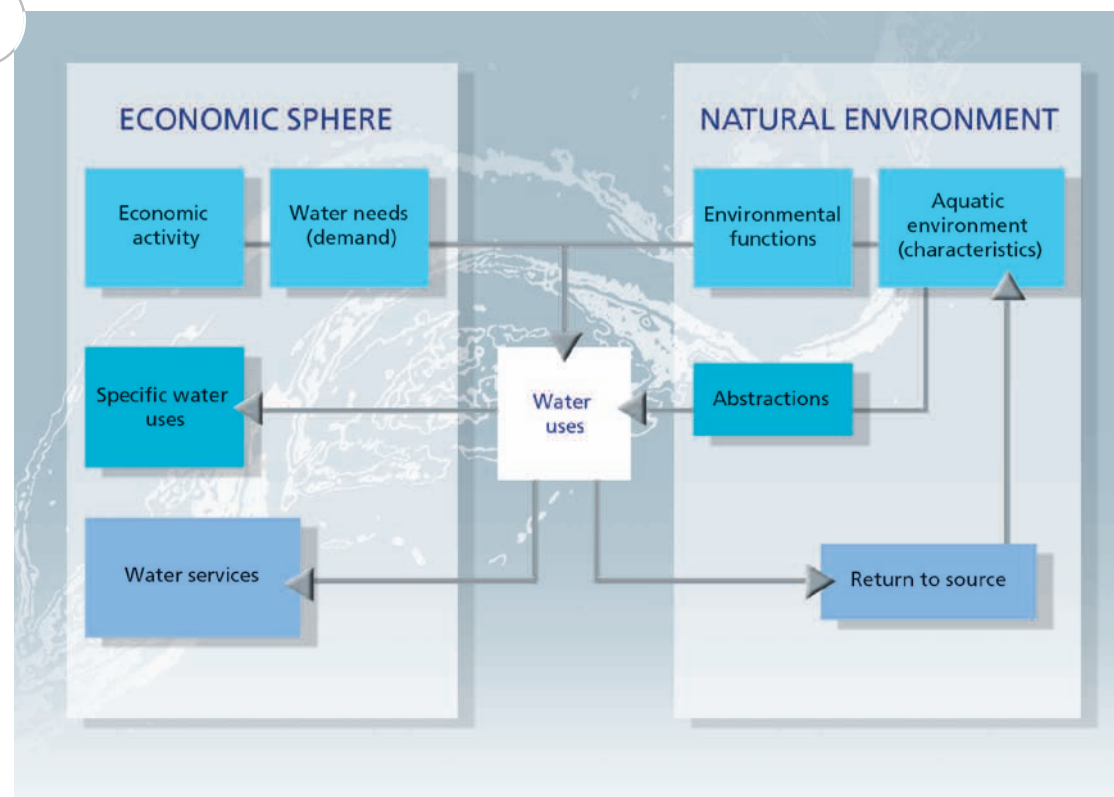 ECONOMIC SPHERE
Economic
activity
Water needs
(demand)
Specific water
uses
Water services
Water
uses
NATURAL ENVIRONMENT
Environmental
functions
Aquatic
environment
(characteristics)
Abstractions
Return to source